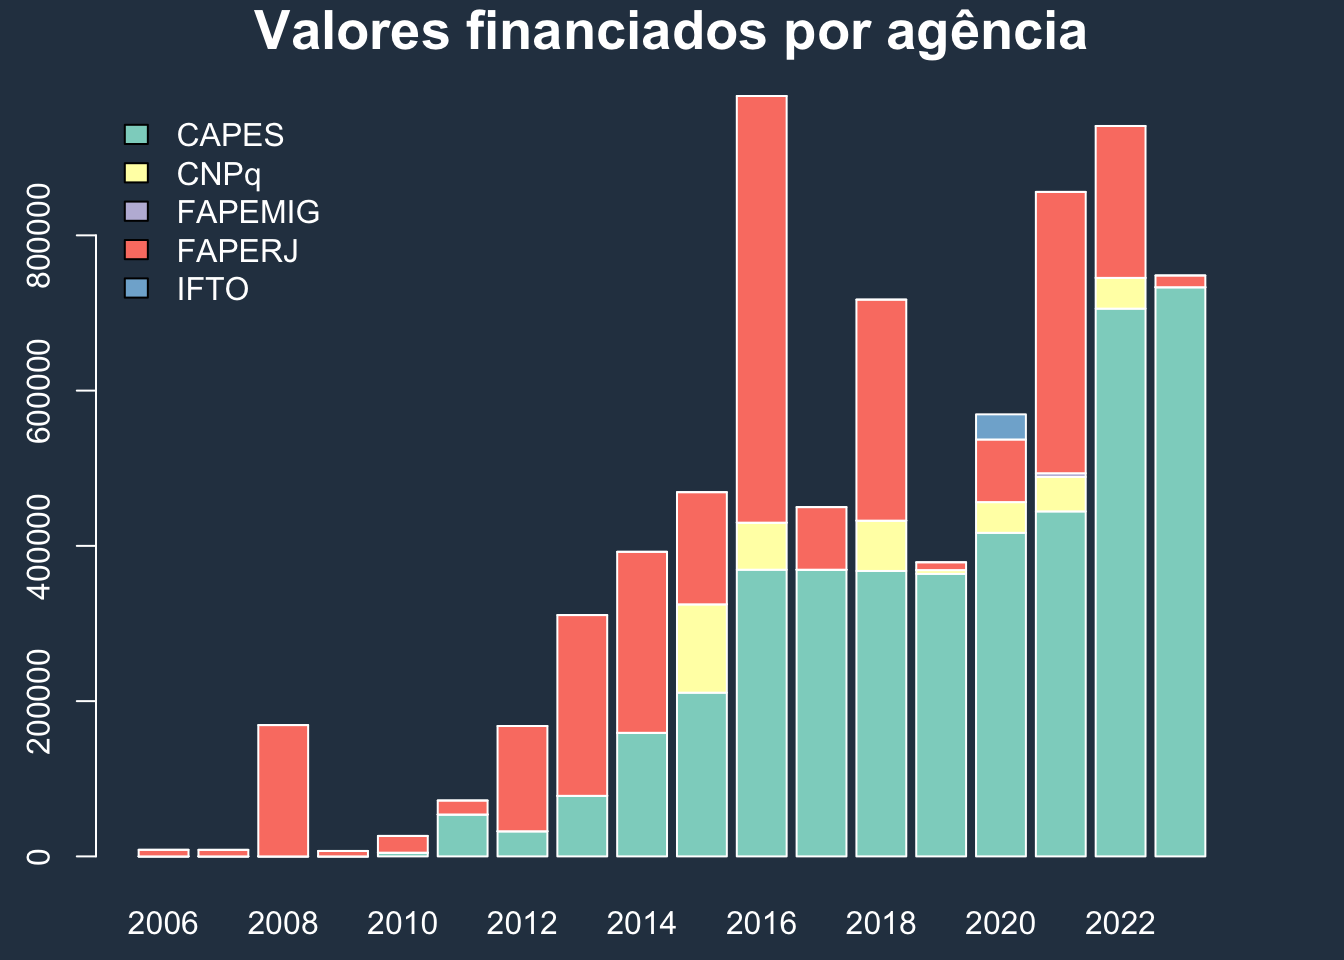 Valores financiados por agência
CAPES
CNPq
FAPEMIG
FAPERJ
IFTO
800000
600000
400000
200000
0
2006 2008 2010 2012 2014 2016 2018 2020 2022